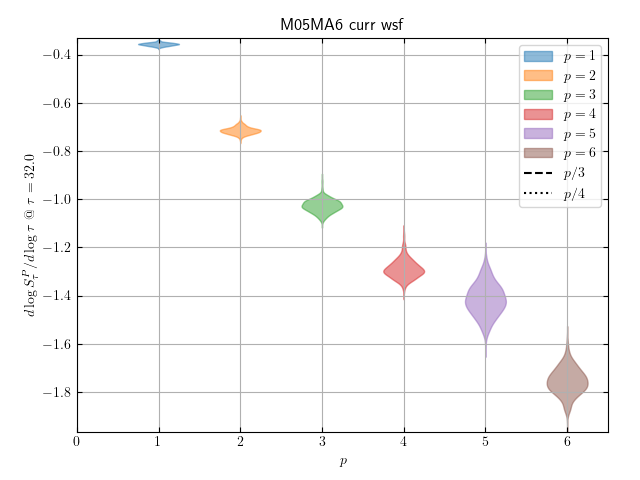 M05MA6 curr wsf
d log S_τ^P / d log τ @ τ = 32.0
−0.4
−0.6
−0.8
−1.0
−1.2
−1.4
−1.6
−1.8
0 1 2 3 4 5 6
p
p = 1
p = 2
p = 3
p = 4
p = 5
p = 6
p/3
p/4